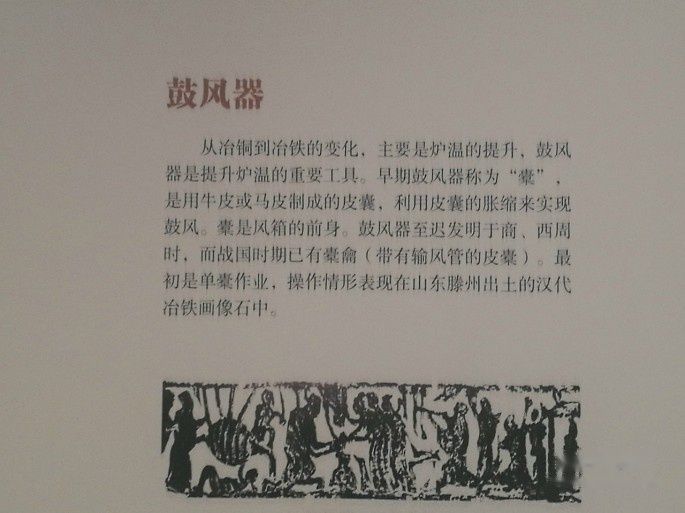 鼓风器
从冶铜到冶铁的变化，主要是炉温的提升，鼓风
器是提升炉温的重要工具。早期鼓风器称为“橐”，
是用牛皮或马皮制成的皮囊，利用皮囊的胀缩来实现
鼓风。橐是风箱的前身。鼓风器至迟发明于商、西周
时，而战国时期已有橐龠（带有输风管的皮橐）。最
初是单橐作业，操作情形表现在山东滕州出土的汉代
冶铁画像石中。